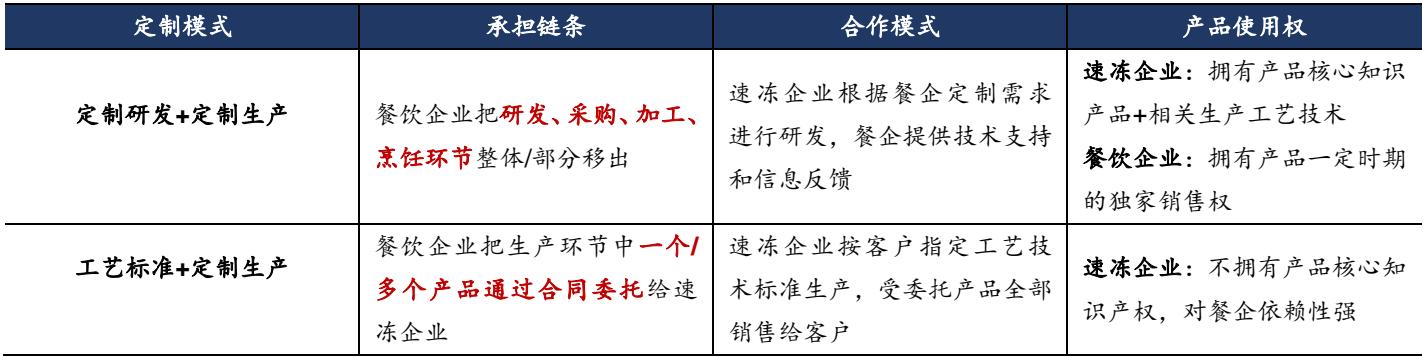 定制模式
承担链条
合作模式
产品使用权
定制研发+定制生产
餐饮企业把研发、采购、加工、
烹饪环节整体/部分移出
速冻企业根据餐企定制需求
进行研发，餐企提供技术支持
和信息反馈
速冻企业：拥有产品核心知识
产品+相关生产工艺技术
餐饮企业：拥有产品一定时期
的独家销售权
工艺标准+定制生产
餐饮企业把生产环节中一个/
多个产品通过合同委托给速
冻企业
速冻企业按客户指定工艺技
术标准生产，受委托产品全部
销售给客户
速冻企业：不拥有产品核心知
识产权，对餐企依赖性强